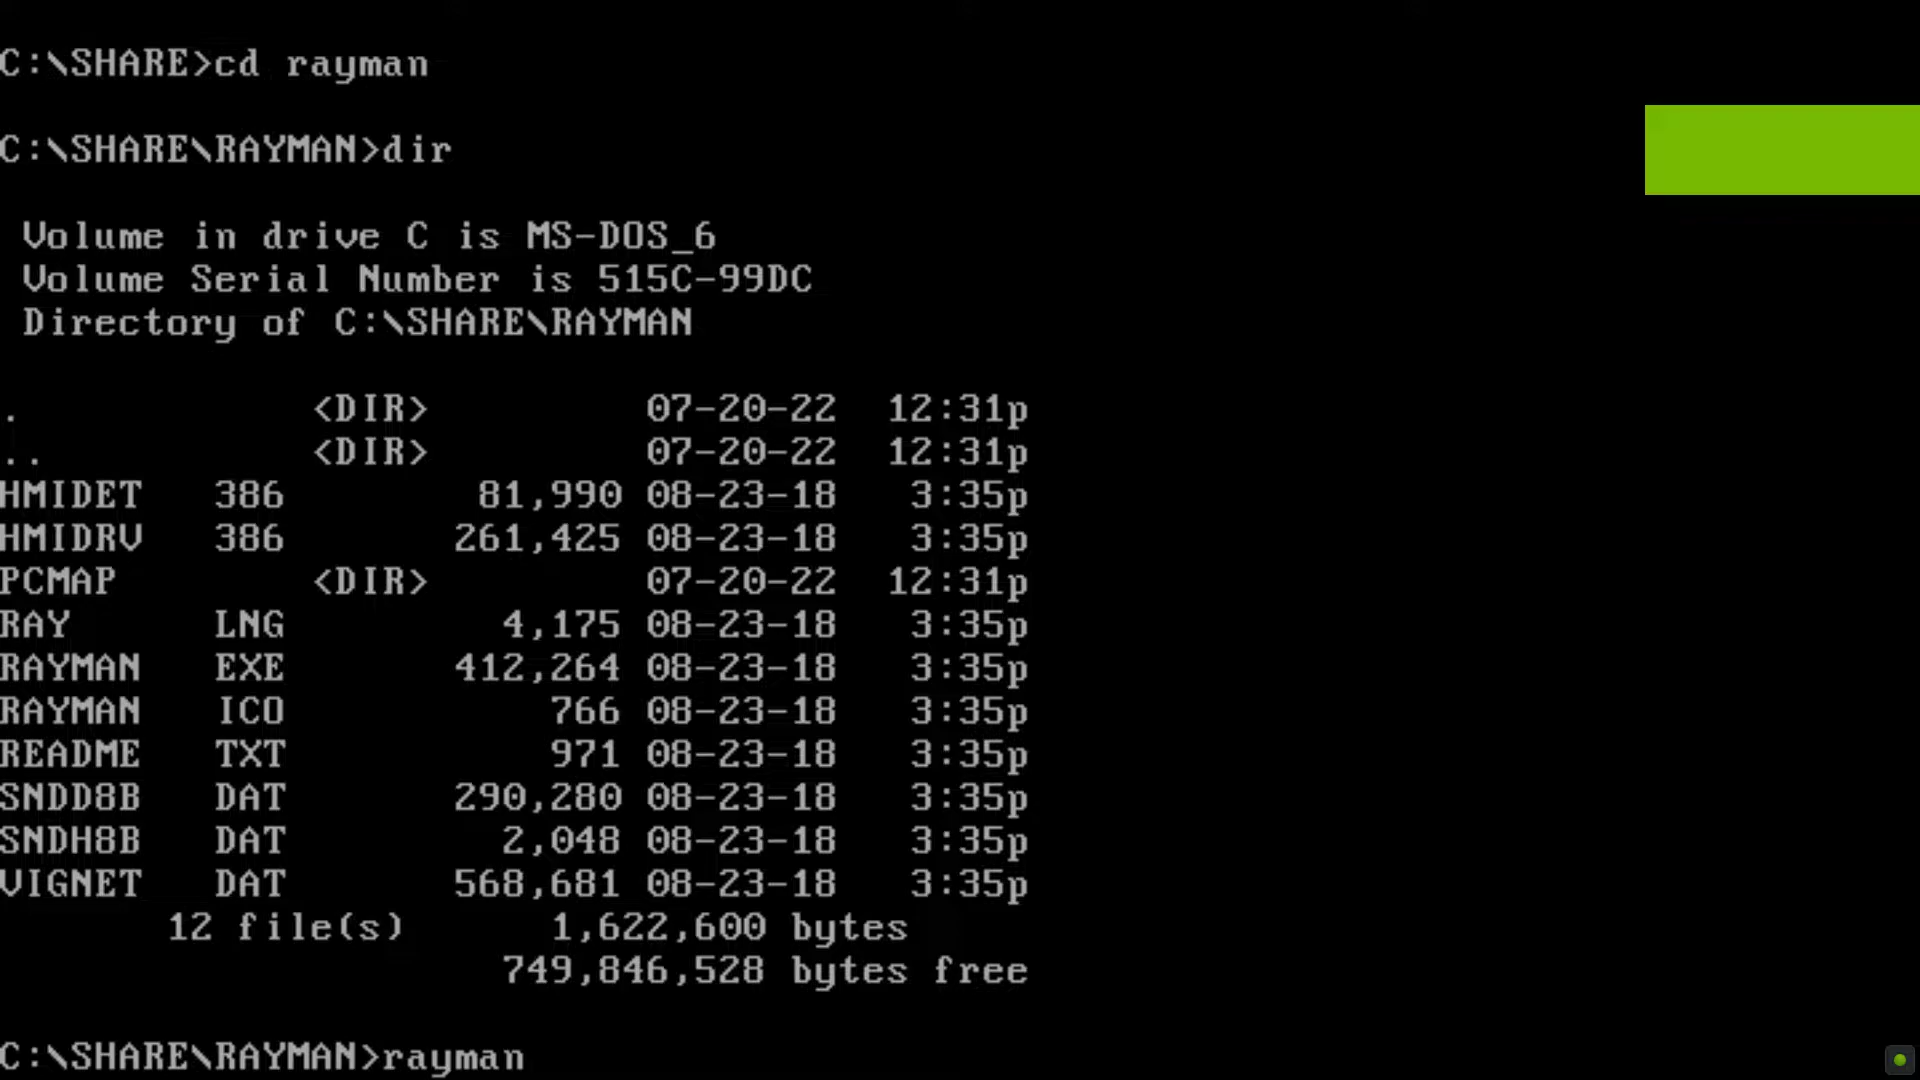 C:\SHARE>cd rayman
C:\SHARE\RAYMAN>dir
Volume in drive C is MS-DOS_6
Volume Serial Number is 515C-99DC
Directory of C:\SHARE\RAYMAN
. <DIR> 07-20-22 12:31p
.. <DIR> 07-20-22 12:31p
HMIDET 386 81,990 08-23-18 3:35p
HMIDRV 386 261,425 08-23-18 3:35p
PCMAP <DIR> 07-20-22 12:31p
RAY LNG 4,175 08-23-18 3:35p
RAYMAN EXE 412,264 08-23-18 3:35p
RAYMAN ICO 766 08-23-18 3:35p
README TXT 971 08-23-18 3:35p
SNDD8B DAT 290,280 08-23-18 3:35p
SNDH8B DAT 2,048 08-23-18 3:35p
VIGNET DAT 568,681 08-23-18 3:35p
12 file(s) 1,622,600 bytes
749,846,528 bytes free
C:\SHARE\RAYMAN>rayman